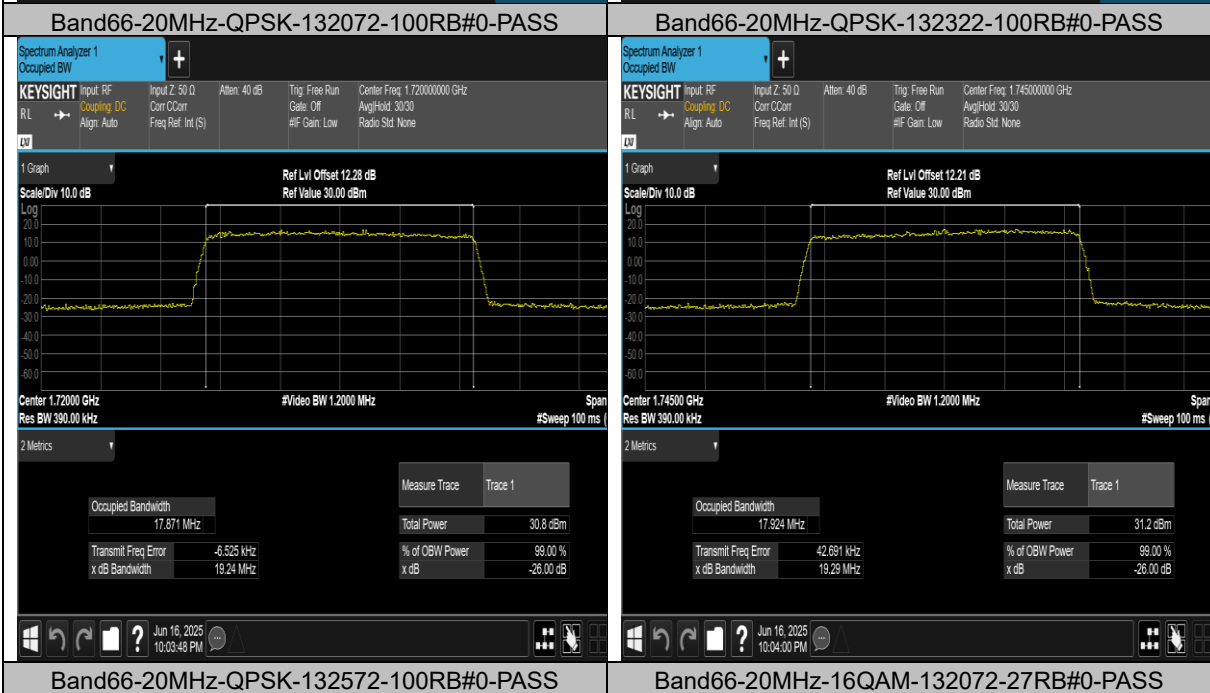 Band66-20MHz-QPSK-132072-100RB#0-PASS
Band66-20MHz-QPSK-132322-100RB#0-PASS
Spectrum Analyzer 1
Occupied BW
+
KEYSIGHT Input: RF Input Z: 50 Ω Atten: 40 dB Trig: Free Run Center Freq: 1.720000000 GHz
RL Coupling: DC Corr CCorr Gate: Off Avg|Hold: 30/30
Align: Auto Freq Ref: Int (S) #IF Gain: Low Radio Std: None
LXI
1 Graph
Ref Lvl Offset 12.28 dB
Scale/Div 10.0 dB Ref Value 30.00 dBm
Log
20.0
10.0
0.00
-10.0
-20.0
-30.0
-40.0
-50.0
-60.0
Center 1.72000 GHz #Video BW 1.2000 MHz Span
Res BW 390.00 kHz #Sweep 100 ms (
2 Metrics
Measure Trace Trace 1
Occupied Bandwidth
17.871 MHz
Total Power 30.8 dBm
Transmit Freq Error -6.525 kHz % of OBW Power 99.00 %
x dB Bandwidth 19.24 MHz x dB -26.00 dB
? Jun 16, 2025
10:03:48 PM
Spectrum Analyzer 1
Occupied BW
+
KEYSIGHT Input: RF Input Z: 50 Ω Atten: 40 dB Trig: Free Run Center Freq: 1.745000000 GHz
RL Coupling: DC Corr CCorr Gate: Off Avg|Hold: 30/30
Align: Auto Freq Ref: Int (S) #IF Gain: Low Radio Std: None
LXI
1 Graph
Ref Lvl Offset 12.21 dB
Scale/Div 10.0 dB Ref Value 30.00 dBm
Log
20.0
10.0
0.00
-10.0
-20.0
-30.0
-40.0
-50.0
-60.0
Center 1.74500 GHz #Video BW 1.2000 MHz Span
Res BW 390.00 kHz #Sweep 100 ms (
2 Metrics
Measure Trace Trace 1
Occupied Bandwidth
17.924 MHz
Total Power 31.2 dBm
Transmit Freq Error 42.691 kHz % of OBW Power 99.00 %
x dB Bandwidth 19.29 MHz x dB -26.00 dB
? Jun 16, 2025
10:04:00 PM
Band66-20MHz-QPSK-132572-100RB#0-PASS
Band66-20MHz-16QAM-132072-27RB#0-PASS